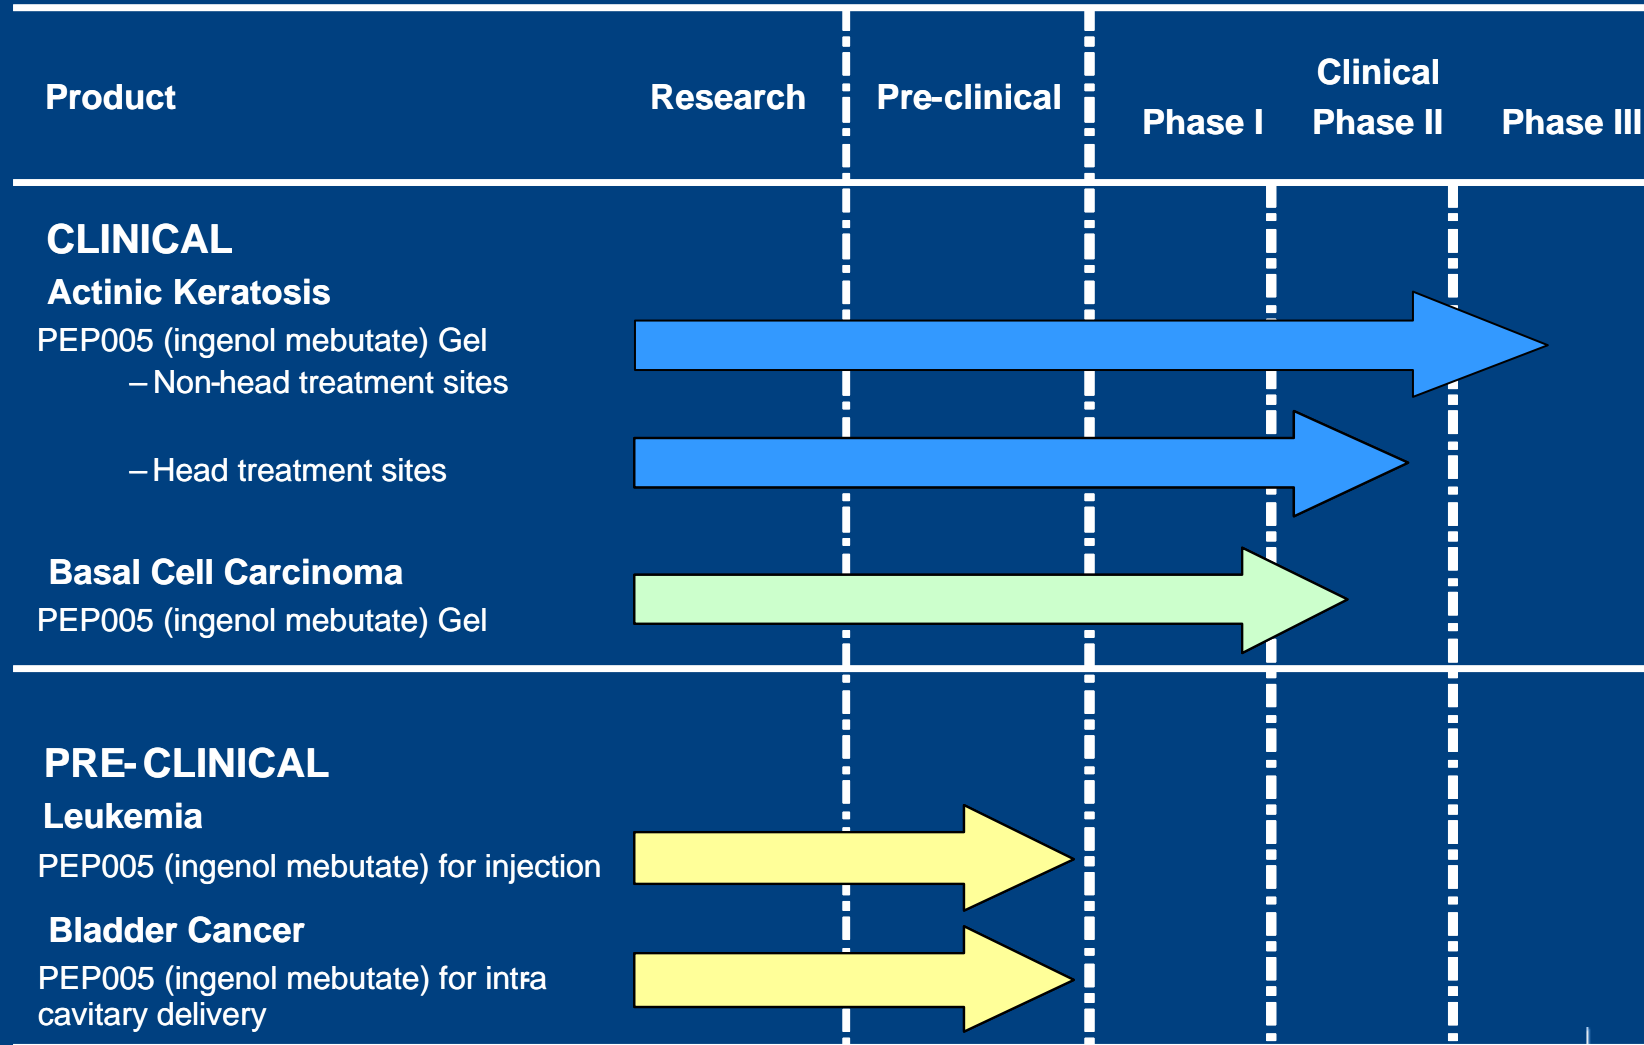 Product
Research
Pre-clinical
Clinical
Phase I
Phase II
Phase III
CLINICAL
Actinic Keratosis
PEP005 (ingenol mebutate) Gel
– Non-head treatment sites
– Head treatment sites
Basal Cell Carcinoma
PEP005 (ingenol mebutate) Gel
PRE- CLINICAL
Leukemia
PEP005 (ingenol mebutate) for injection
Bladder Cancer
PEP005 (ingenol mebutate) for intra-
cavitary delivery